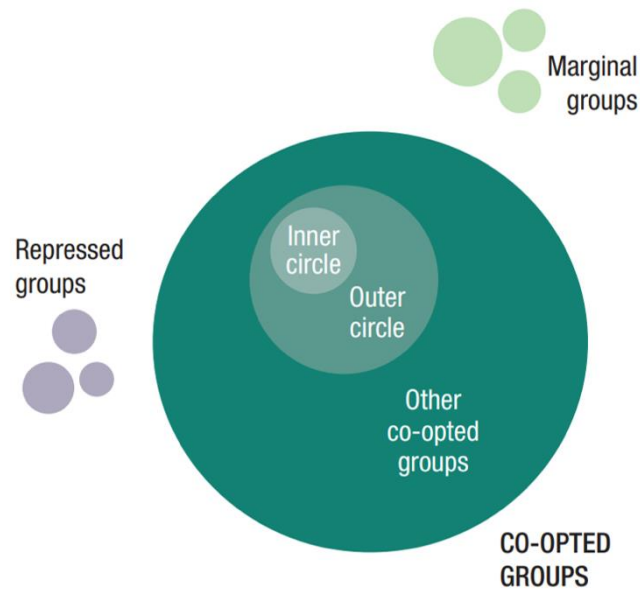 Marginal
groups
Inner
circle
Repressed
groups
Outer
circle
Other
co-opted
groups
CO-OPTED
GROUPS